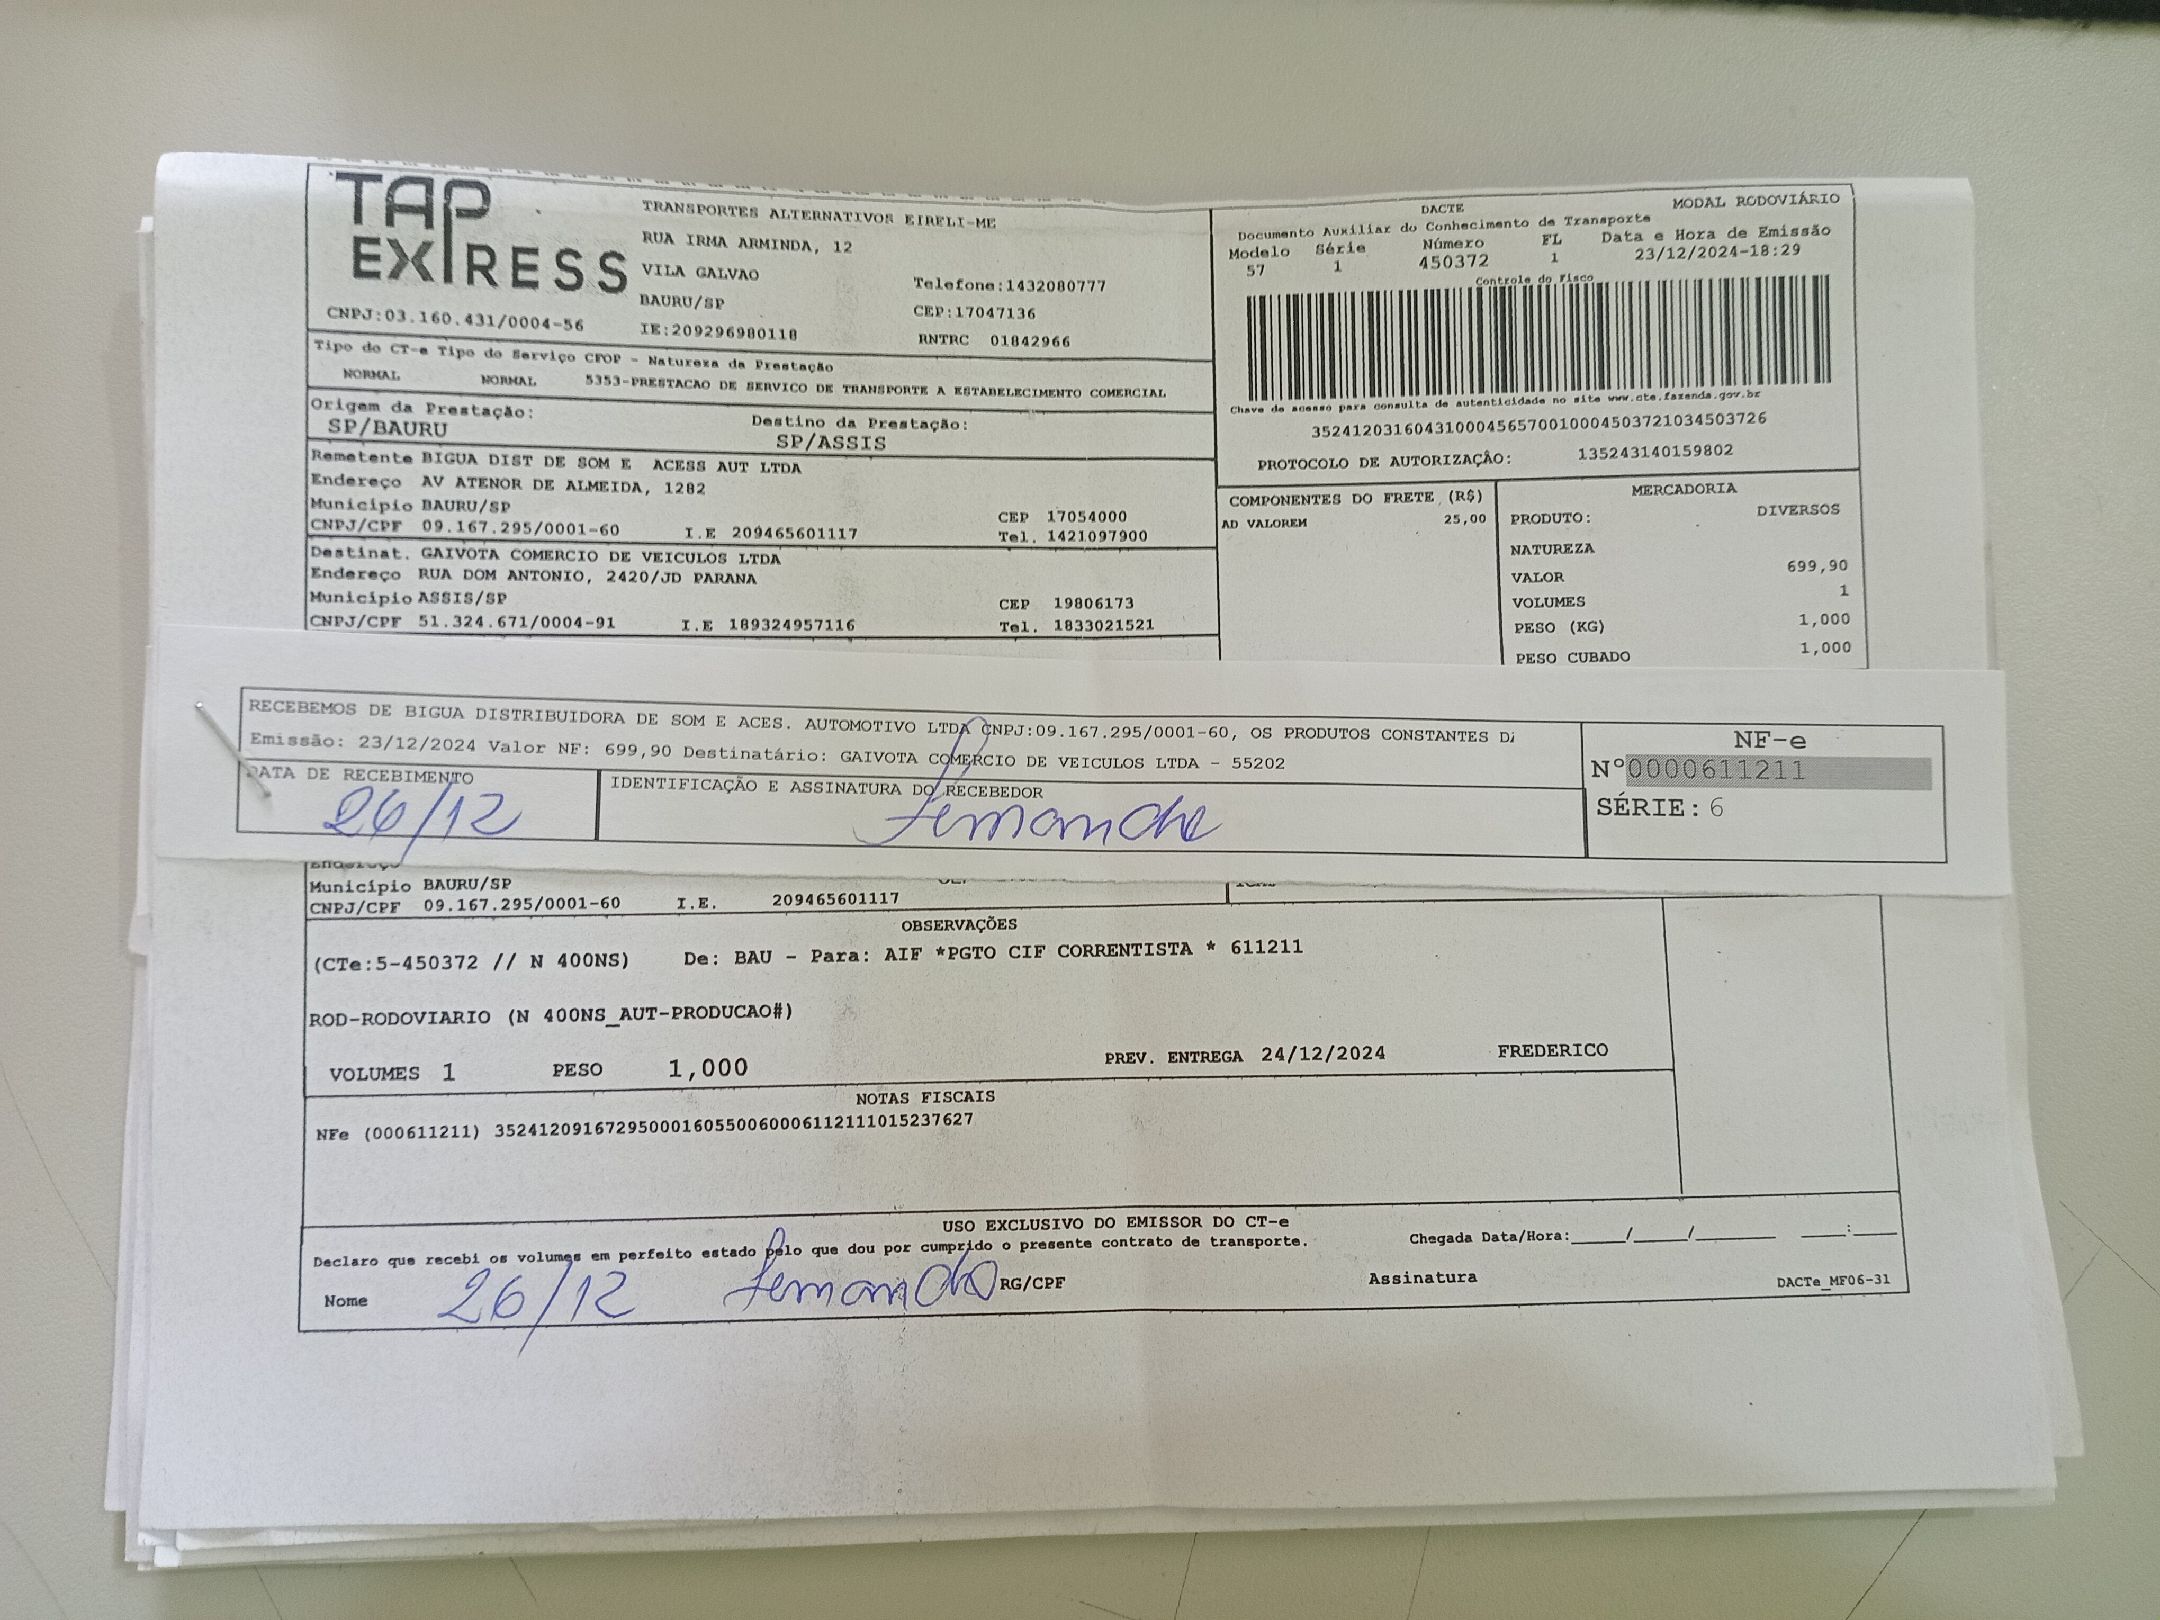 TAP
EXPRESS
CNPJ:03.160.431/0004-56
TRANSPORTES ALTERNATIVOS EIRELI-ME
RUA IRMA ARMINDA, 12
VILA GALVAO
Telefone:1432080777
BAURU/SP
CEP:17047136
IE:209296980118
RNTRC 01842966
DACTE
MODAL RODOVIÁRIO
Documento Auxiliar do Conhecimento de Transporte
Modelo Série Número FL Data e Hora de Emissão
57 1 450372 1 23/12/2024-18:29
Controle do Fisco
Chave de acesso para consulta de autenticidade no site www.cte.fazenda.gov.br
35241203160431000456570010004503721034503726
PROTOCOLO DE AUTORIZAÇÂO: 135243140159802
Tipo do CT-e Tipo do Serviço CFOP - Natureza da Prestação
NORMAL NORMAL 5353-PRESTACAO DE SERVICO DE TRANSPORTE A ESTABELECIMENTO COMERCIAL
Origem da Prestação: Destino da Prestação:
SP/BAURU SP/ASSIS
Remetente BIGUA DIST DE SOM E ACESS AUT LTDA
Endereço AV ATENOR DE ALMEIDA, 1282
Município BAURU/SP CEP 17054000
CNPJ/CPF 09.167.295/0001-60 I.E 209465601117 Tel. 1421097900
Destinat. GAIVOTA COMERCIO DE VEICULOS LTDA
Endereço RUA DOM ANTONIO, 2420/JD PARANA
Município ASSIS/SP CEP 19806173
CNPJ/CPF 51.324.671/0004-91 I.E 189324957116 Tel. 1833021521
COMPONENTES DO FRETE (R$)
AD VALOREM 25,00
MERCADORIA
PRODUTO: DIVERSOS
NATUREZA
VALOR 699,90
VOLUMES 1
PESO (KG) 1,000
PESO CUBADO 1,000
RECEBEMOS DE BIGUA DISTRIBUIDORA DE SOM E ACES. AUTOMOTIVO LTDA CNPJ:09.167.295/0001-60, OS PRODUTOS CONSTANTES
Emissão: 23/12/2024 Valor NF: 699,90 Destinatário: GAIVOTA COMERCIO DE VEICULOS LTDA - 55202
DATA DE RECEBIMENTO
26/12
IDENTIFICAÇÃO E ASSINATURA DO RECEBEDOR
NF-e
Nº0000611211
SÉRIE: 6
Endereço
Município BAURU/SP
CNPJ/CPF 09.167.295/0001-60 I.E. 209465601117
OBSERVAÇÕES
(CTe:5-450372 // N 400NS) De: BAU - Para: AIF *PGTO CIF CORRENTISTA * 611211
ROD-RODOVIARIO (N 400NS_AUT-PRODUCAO#)
VOLUMES 1 PESO 1,000 PREV. ENTREGA 24/12/2024 FREDERICO
NOTAS FISCAIS
NFe (000611211) 35241209167295000160550060006112111015237627
USO EXCLUSIVO DO EMISSOR DO CT-e
Declaro que recebi os volumes em perfeito estado pelo que dou por cumprido o presente contrato de transporte.
Chegada Data/Hora:_____/_____/________ ____:____
Nome 26/12 Fernando RG/CPF Assinatura DACTe_MF06-31